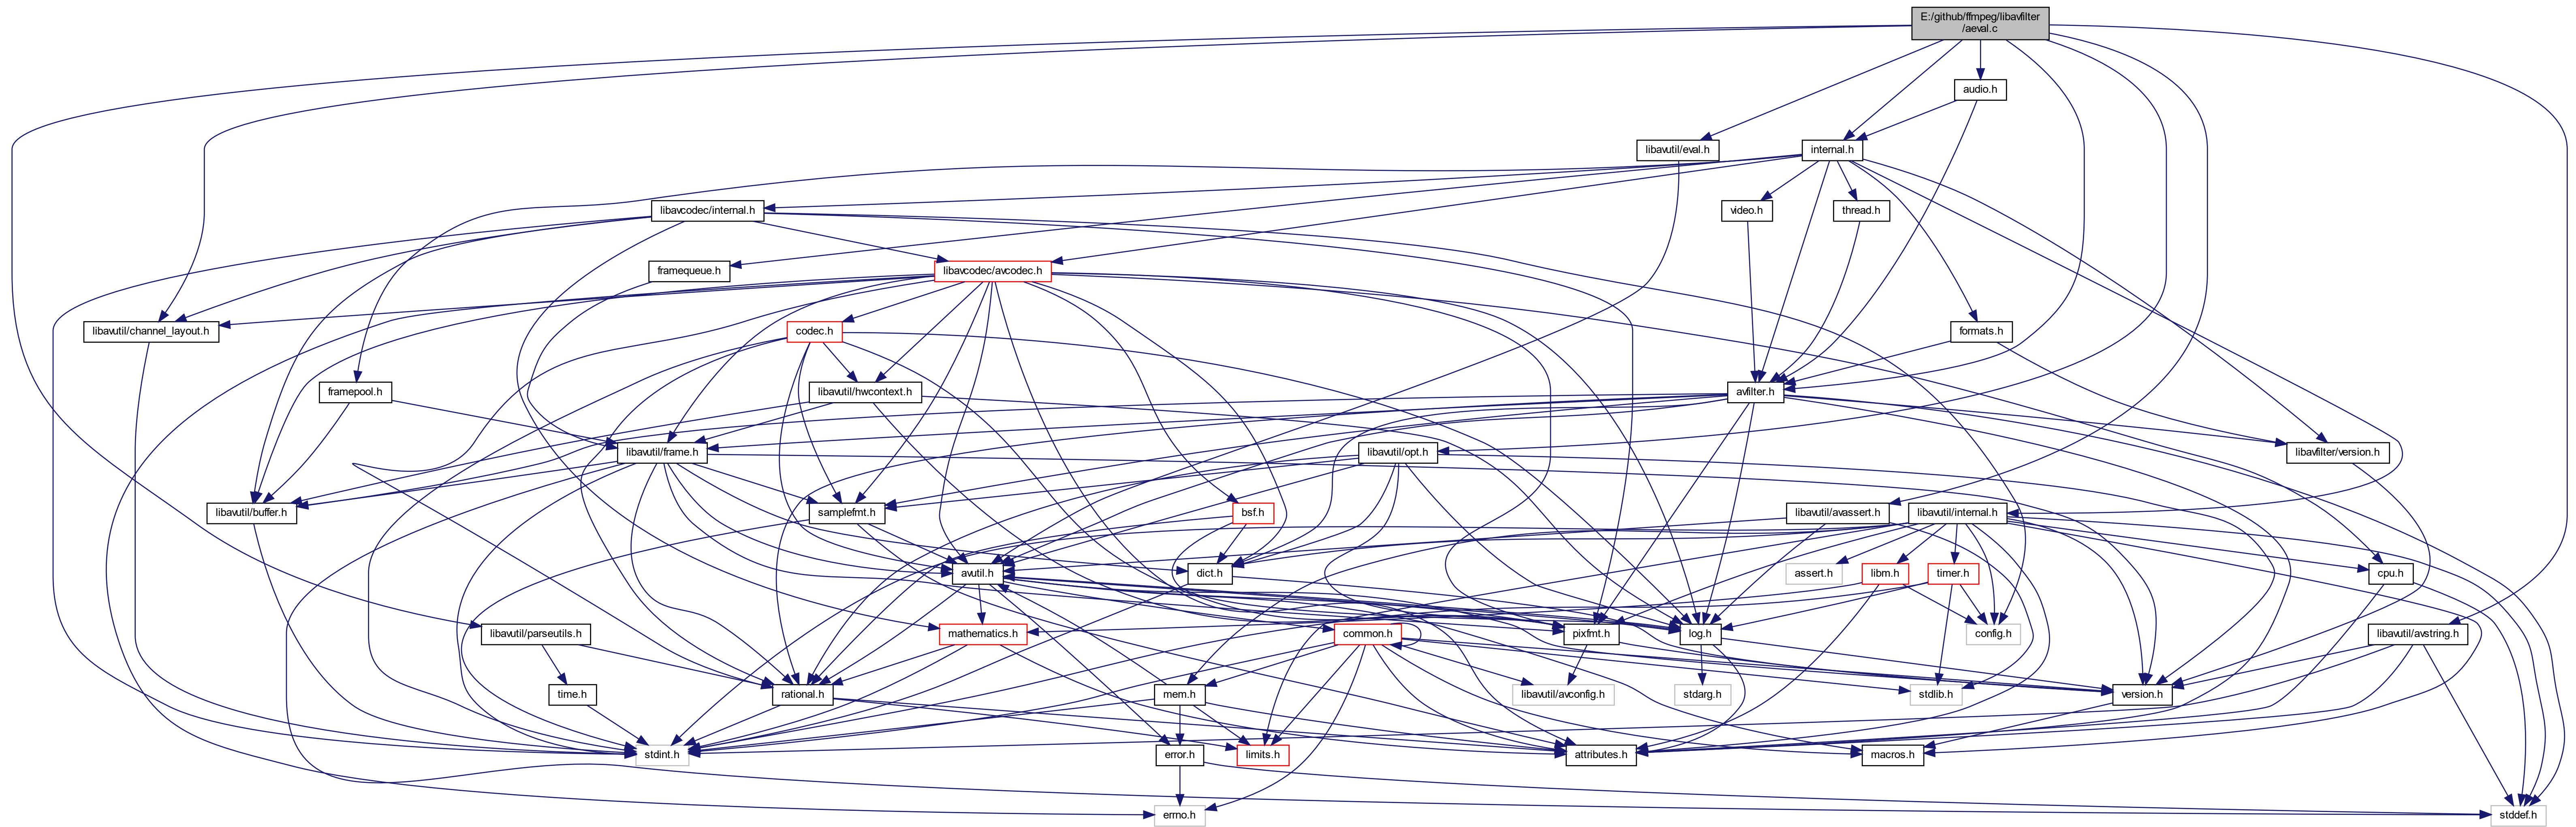 E:/github/ffmpeg/libavfilter
/aeval.c
audio.h
libavutil/eval.h
internal.h
libavcodec/internal.h
video.h
thread.h
framequeue.h
libavcodec/avcodec.h
libavutil/channel_layout.h
codec.h
formats.h
framepool.h
libavutil/hwcontext.h
avfilter.h
libavutil/frame.h
libavutil/opt.h
libavfilter/version.h
libavutil/buffer.h
samplefmt.h
bsf.h
libavutil/avassert.h
libavutil/internal.h
avutil.h
dict.h
assert.h
libm.h
timer.h
cpu.h
libavutil/parseutils.h
mathematics.h
common.h
pixfmt.h
log.h
config.h
libavutil/avstring.h
time.h
rational.h
mem.h
libavutil/avconfig.h
stdarg.h
stdlib.h
version.h
stdint.h
error.h
limits.h
attributes.h
macros.h
errno.h
stddef.h